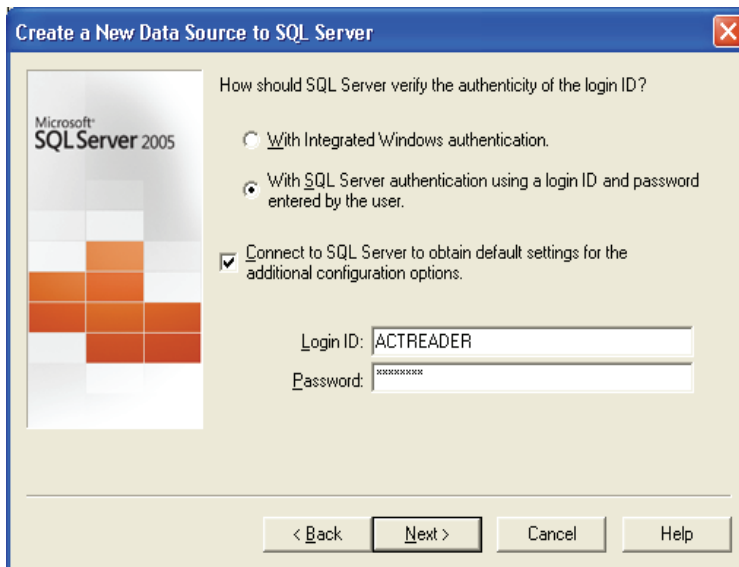 Create a New Data Source to SQL Server
Microsoft®
SQL Server 2005
How should SQL Server verify the authenticity of the login ID?
With Integrated Windows authentication.
With SQL Server authentication using a login ID and password
entered by the user.
Connect to SQL Server to obtain default settings for the
additional configuration options.
Login ID: ACTREADER
Password: ********
< Back Next > Cancel Help